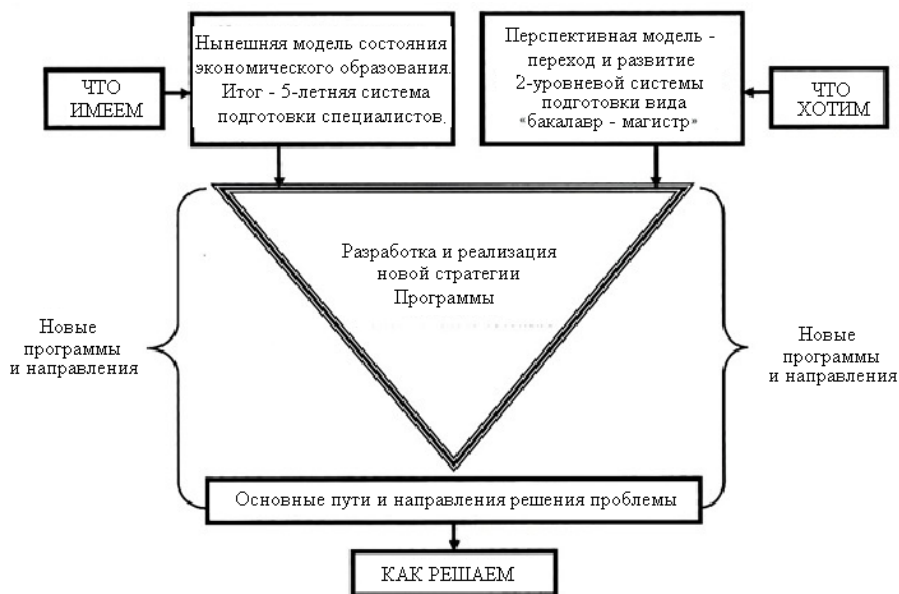 ЧТО
ИМЕЕМ
Нынешняя модель состояния
экономического образования.
Итог - 5-летняя система
подготовки специалистов.
Перспективная модель -
переход и развитие
2-уровневой системы
подготовки вида
«бакалавр - магистр»
ЧТО
ХОТИМ
Разработка и реализация
новой стратегии
Программы
Новые
программы
и направления
Новые
программы
и направления
Основные пути и направления решения проблемы
КАК РЕШАЕМ